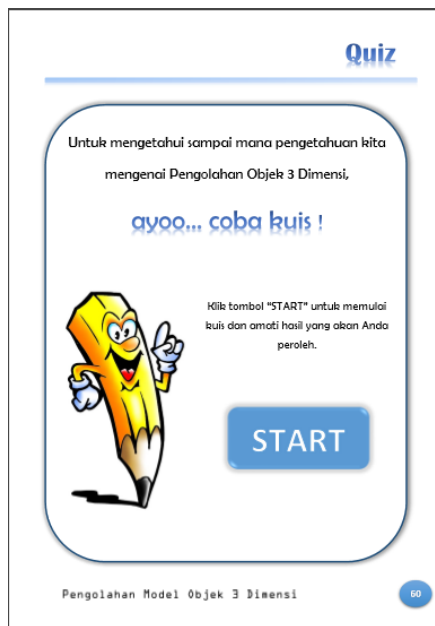 Quiz
Untuk mengetahui sampai mana pengetahuan kita
mengenai Pengolahan Objek 3 Dimensi,
ayoo... coba kuis !
Klik tombol "START" untuk memulai
kuis dan amati hasil yang akan Anda
peroleh.
START
Pengolahan Model Objek 3 Dimensi
60